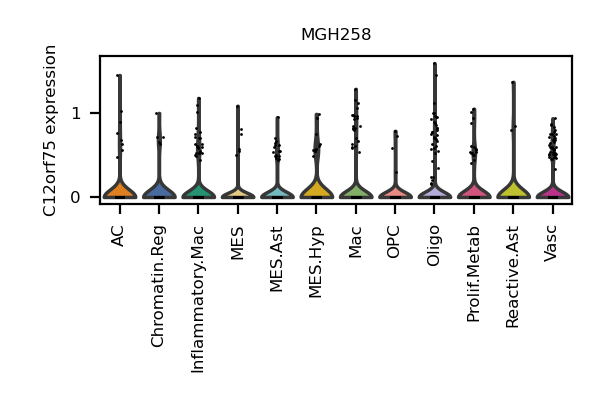 MGH258
C12orf75 expression
1
0
AC
Chromatin.Reg
Inflammatory.Mac
MES
MES.Ast
MES.Hyp
Mac
OPC
Oligo
Prolif.Metab
Reactive.Ast
Vasc